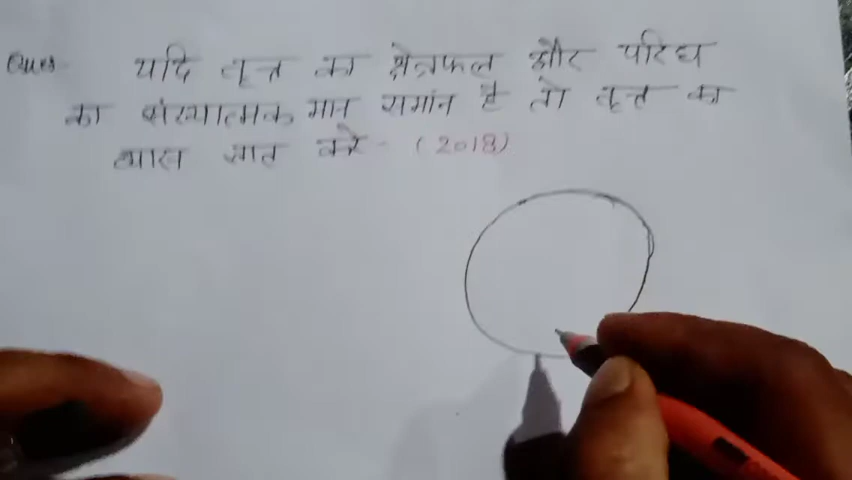 Ques- यदि वृत्त का क्षेत्रफल और परिघ
का संख्यात्मक मान समांन है तो वृत्त का
व्यास ज्ञात करे - (2018)